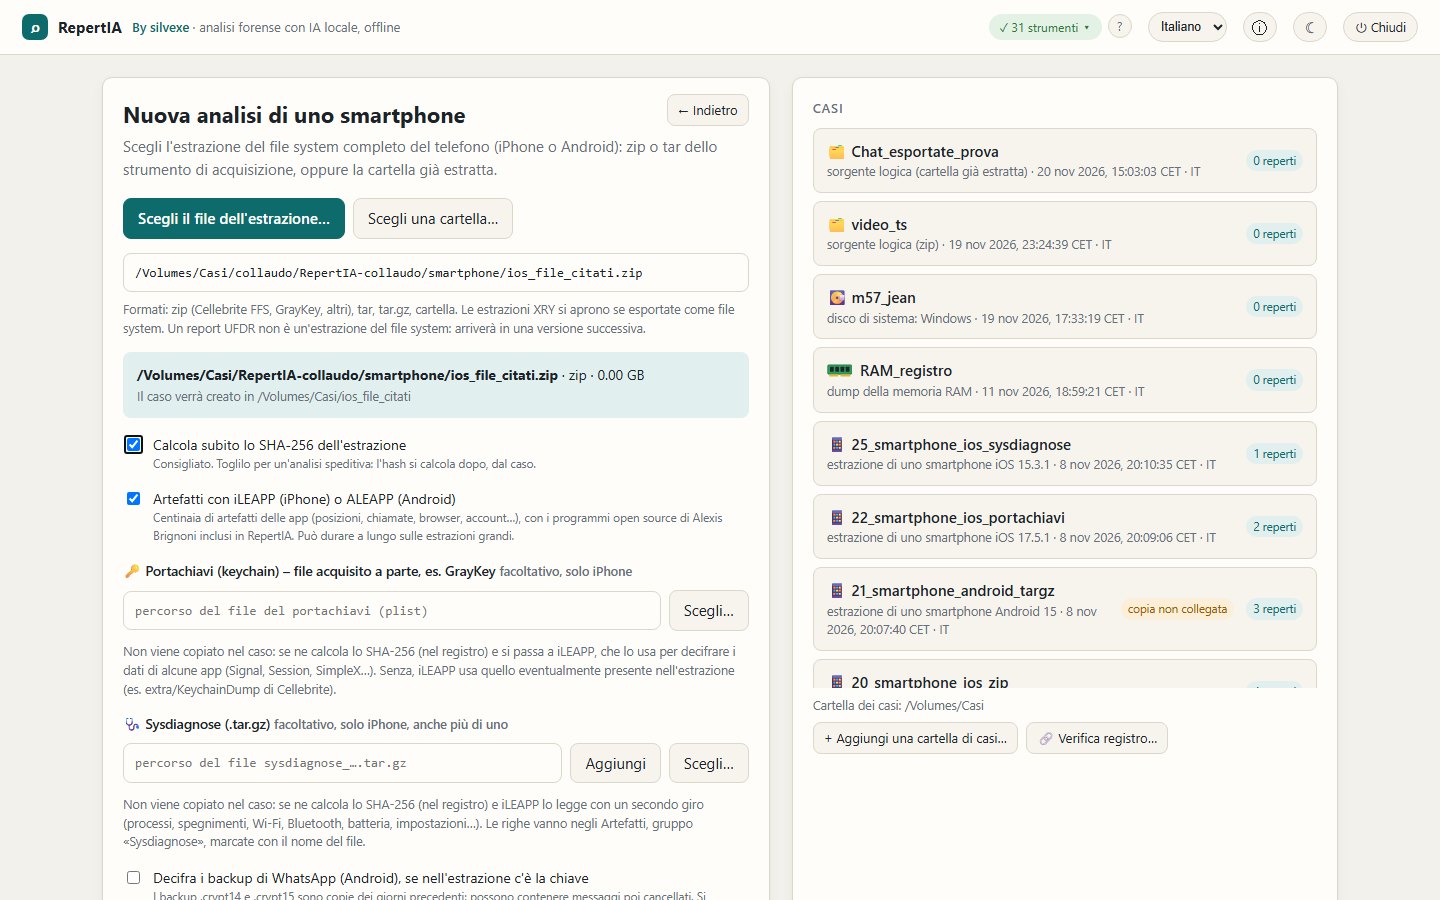 RepertIA By silvexe · analisi forense con IA locale, offline
✓ 31 strumenti ▾ ? Italiano Chiudi
Nuova analisi di uno smartphone
← Indietro
Scegli l'estrazione del file system completo del telefono (iPhone o Android): zip o tar dello
strumento di acquisizione, oppure la cartella già estratta.
Scegli il file dell'estrazione...
Scegli una cartella...
/Volumes/Casi/collaudo/RepertIA-collaudo/smartphone/ios_file_citati.zip
Formati: zip (Cellebrite FFS, GrayKey, altri), tar, tar.gz, cartella. Le estrazioni XRY si aprono se esportate come file
system. Un report UFDR non è un'estrazione del file system: arriverà in una versione successiva.
/Volumes/Casi/RepertIA-collaudo/smartphone/ios_file_citati.zip · zip · 0.00 GB
Il caso verrà creato in /Volumes/Casi/ios_file_citati
Calcola subito lo SHA-256 dell'estrazione
Consigliato. Toglilo per un'analisi speditiva: l'hash si calcola dopo, dal caso.
Artefatti con iLEAPP (iPhone) o ALEAPP (Android)
Centinaia di artefatti delle app (posizioni, chiamate, browser, account...), con i programmi open source di Alexis
Brignoni inclusi in RepertIA. Può durare a lungo sulle estrazioni grandi.
Portachiavi (keychain) – file acquisito a parte, es. GrayKey facoltativo, solo iPhone
percorso del file del portachiavi (plist)
Scegli...
Non viene copiato nel caso: se ne calcola lo SHA-256 (nel registro) e si passa a iLEAPP, che lo usa per decifrare i
dati di alcune app (Signal, Session, SimpleX...). Senza, iLEAPP usa quello eventualmente presente nell'estrazione
(es. extra/KeychainDump di Cellebrite).
Sysdiagnose (.tar.gz) facoltativo, solo iPhone, anche più di uno
percorso del file sysdiagnose_….tar.gz
Aggiungi
Scegli...
Non viene copiato nel caso: se ne calcola lo SHA-256 (nel registro) e iLEAPP lo legge con un secondo giro
(processi, spegnimenti, Wi-Fi, Bluetooth, batteria, impostazioni...). Le righe vanno negli Artefatti, gruppo
«Sysdiagnose», marcate con il nome del file.
Decifra i backup di WhatsApp (Android), se nell'estrazione c'è la chiave
I backup .crypt14 e .crypt15 sono copie dei giorni precedenti: possono contenere messaggi poi cancellati. Si
CASI
Chat_esportate_prova
sorgente logica (cartella già estratta) · 20 nov 2026, 15:03:03 CET · IT
0 reperti
video_ts
sorgente logica (zip) · 19 nov 2026, 23:24:39 CET · IT
0 reperti
m57_jean
disco di sistema: Windows · 19 nov 2026, 17:33:19 CET · IT
0 reperti
RAM_registro
dump della memoria RAM · 11 nov 2026, 18:59:21 CET · IT
0 reperti
25_smartphone_ios_sysdiagnose
estrazione di uno smartphone iOS 15.3.1 · 8 nov 2026, 20:10:35 CET · IT
1 reperti
22_smartphone_ios_portachiavi
estrazione di uno smartphone iOS 17.5.1 · 8 nov 2026, 20:09:06 CET · IT
2 reperti
21_smartphone_android_targz
estrazione di uno smartphone Android 15 · 8 nov
2026, 20:07:40 CET · IT
copia non collegata
3 reperti
20_smartphone_ios_zip
Cartella dei casi: /Volumes/Casi
+ Aggiungi una cartella di casi...
Verifica registro...